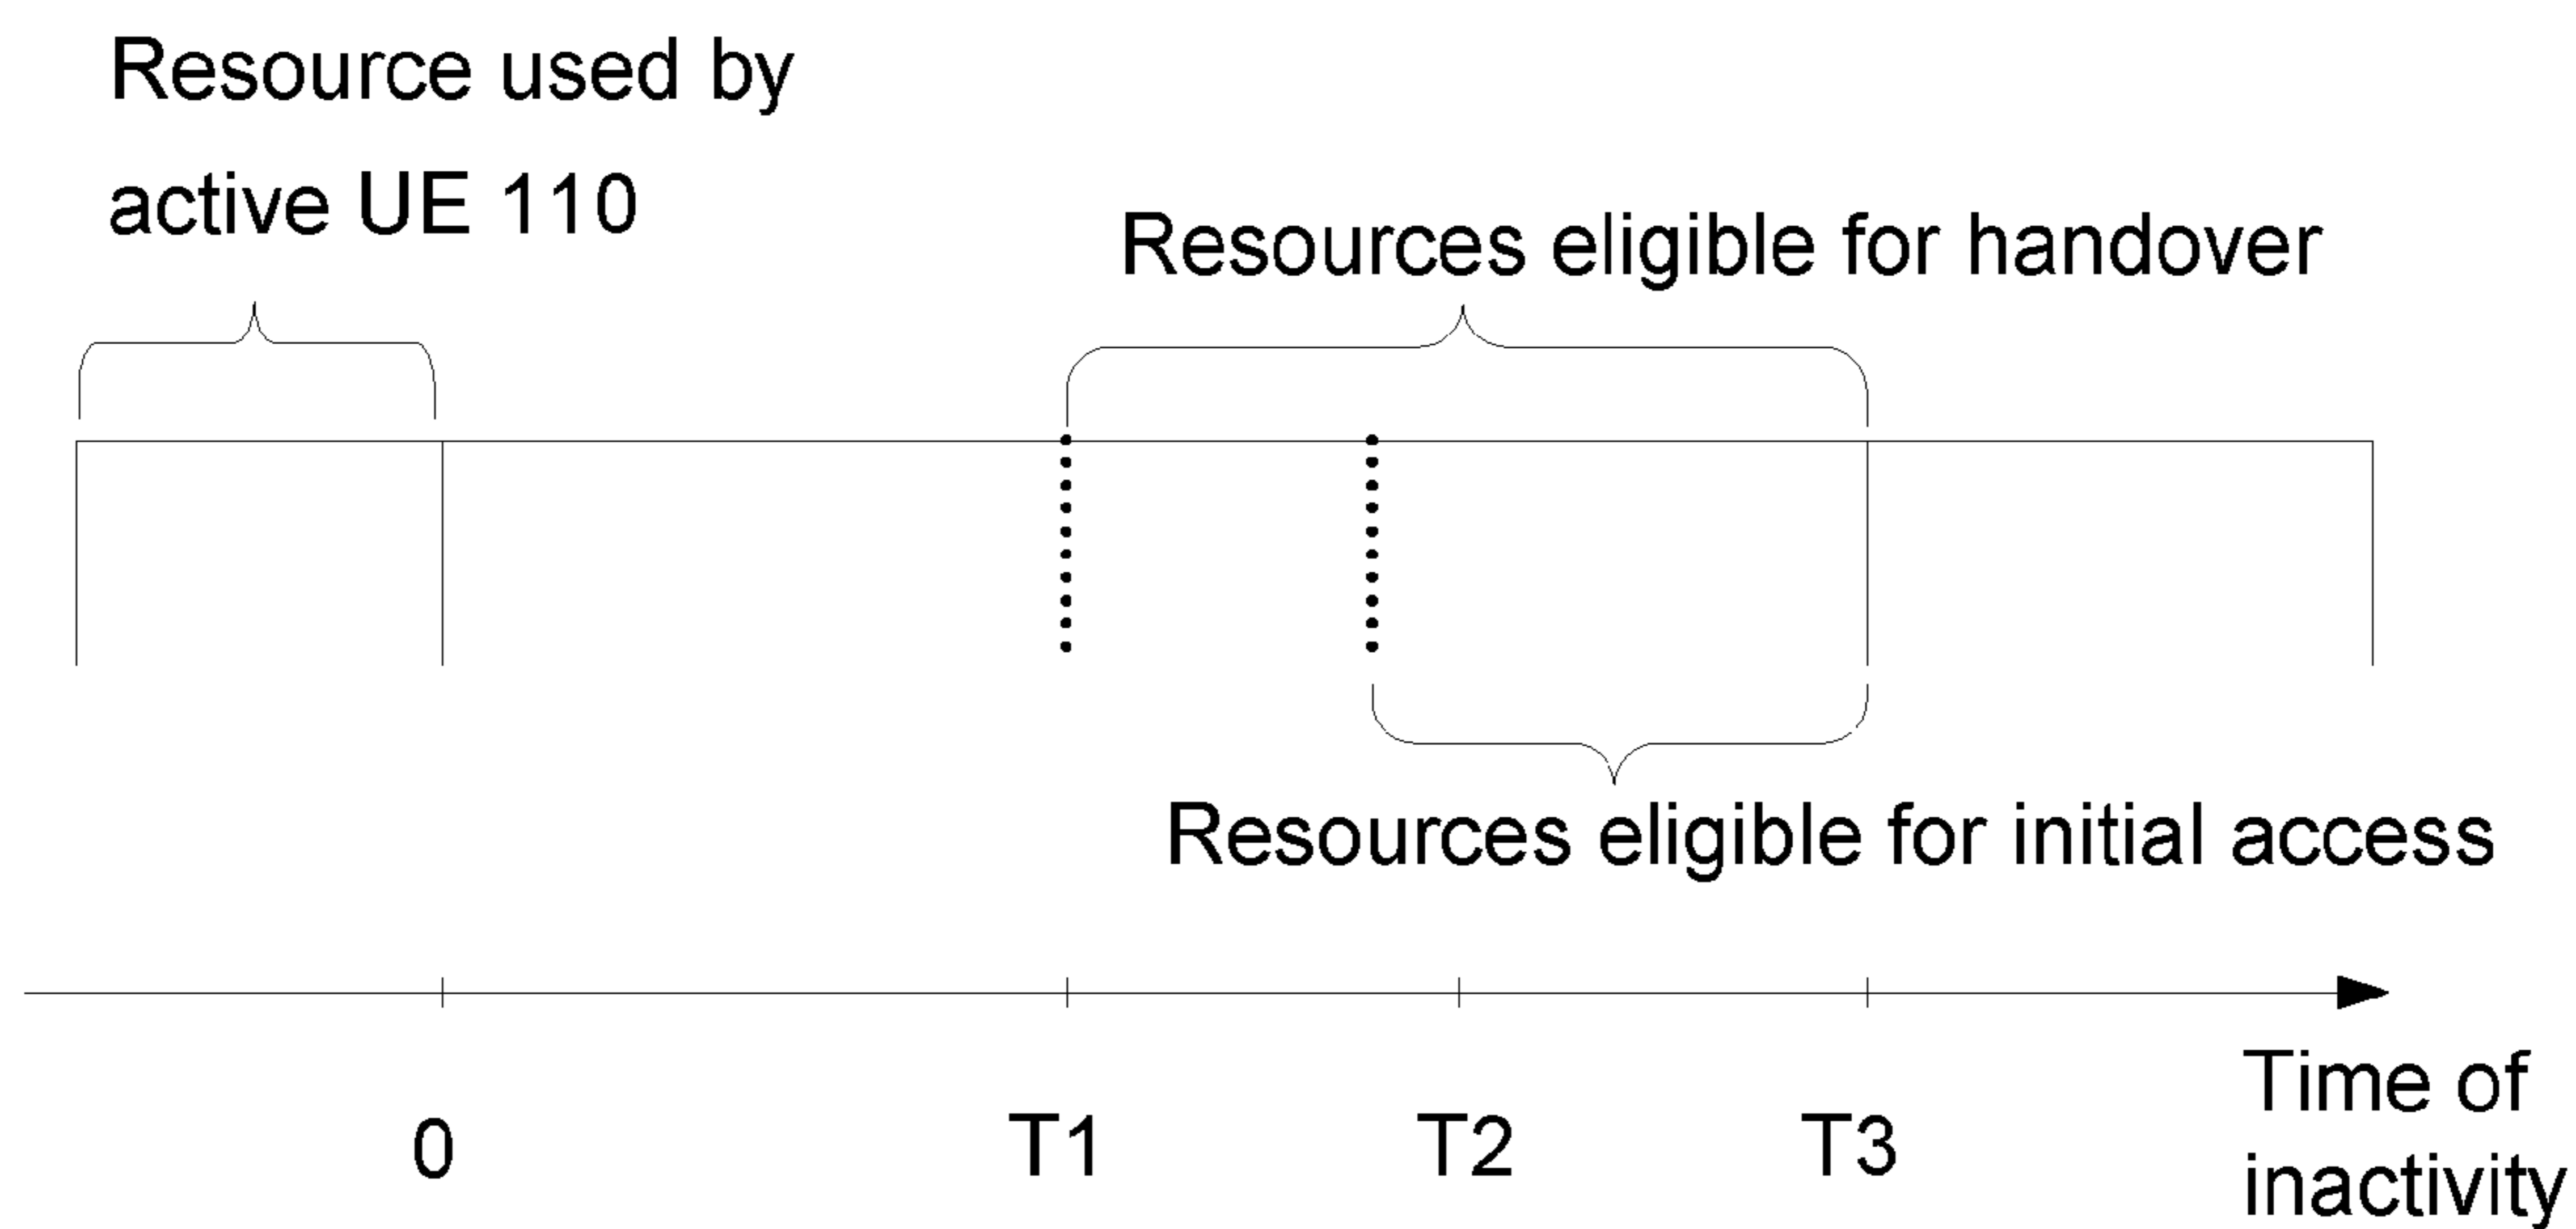 Resource used by
active UE 110
Resources eligible for handover
Resources eligible for initial access
0
T1
T2
T3
Time of
inactivity